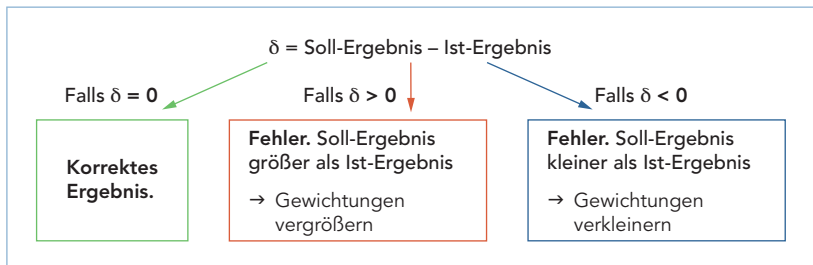 δ = Soll-Ergebnis – Ist-Ergebnis
Falls δ = 0
Falls δ > 0
Falls δ < 0
Korrektes
Ergebnis.
Fehler. Soll-Ergebnis
größer als Ist-Ergebnis
→ Gewichtungen
vergrößern
Fehler. Soll-Ergebnis
kleiner als Ist-Ergebnis
→ Gewichtungen
verkleinern